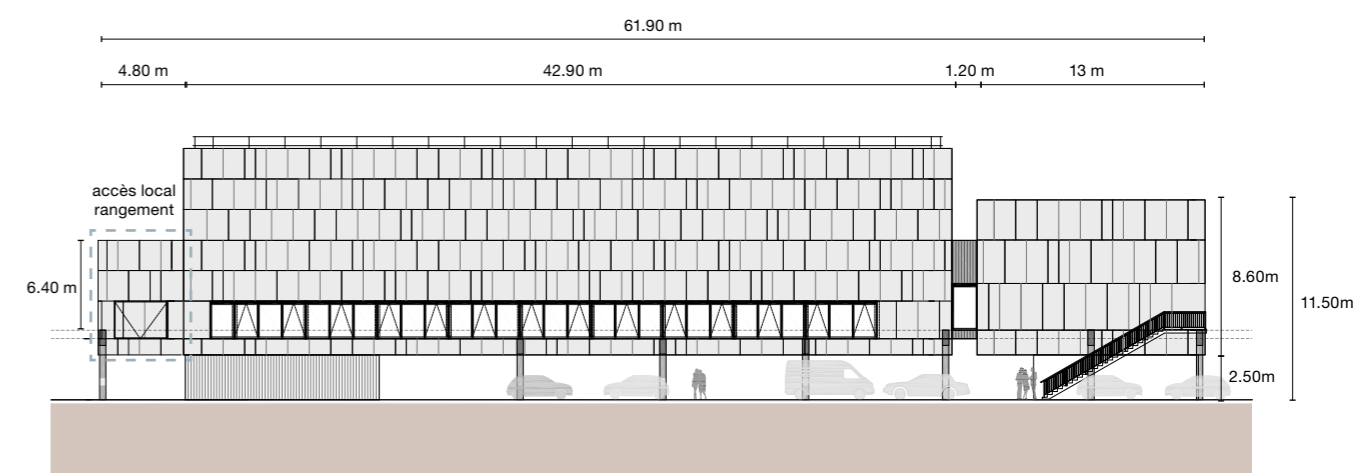 61.90 m
4.80 m
42.90 m
1.20 m
13 m
accès local
rangement
6.40 m
8.60m
11.50m
2.50m